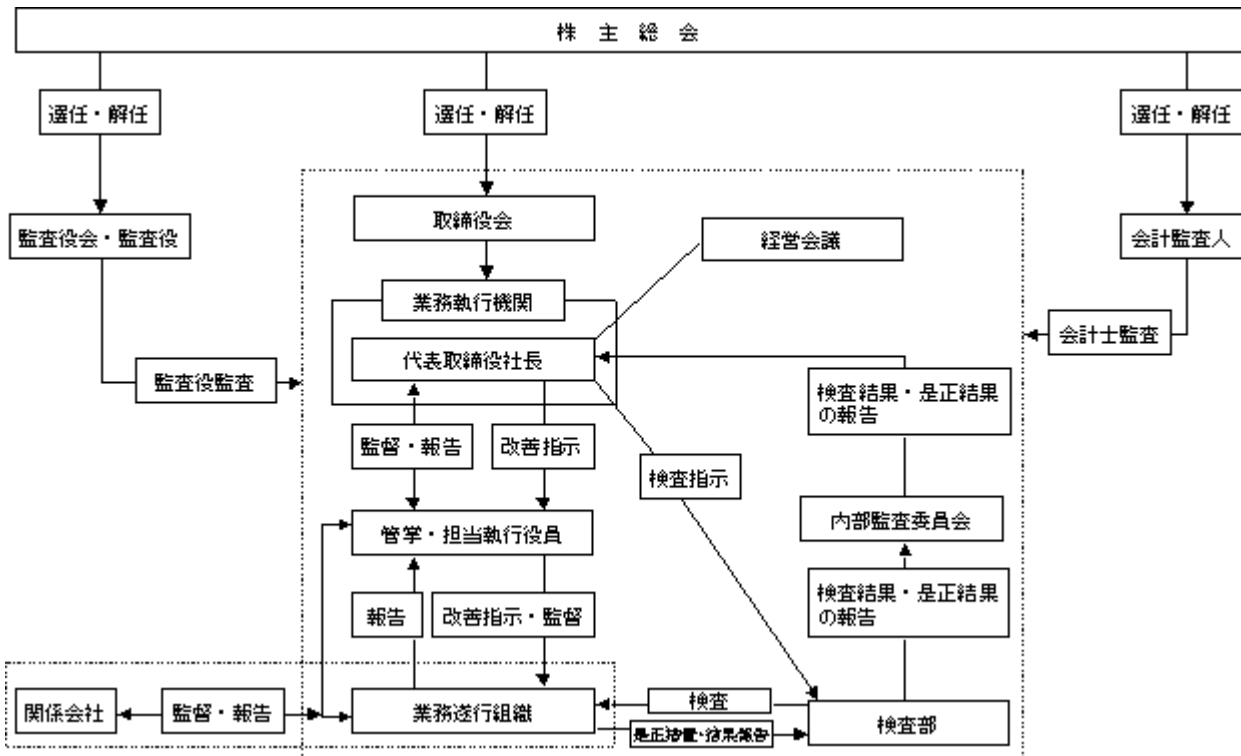 株主総会
選任・解任
選任・解任
選任・解任
取締役会
監査役会・監査役
経営会議
会計監査人
業務執行機関
会計士監査
代表取締役社長
監査役監査
検査結果・是正結果
の報告
監督・報告
改善指示
検査指示
内部監査委員会
管掌・担当執行役員
検査結果・是正結果
の報告
報告
改善指示・監督
関係会社
監督・報告
業務遂行組織
検査
検査部
是正措置・結果報告